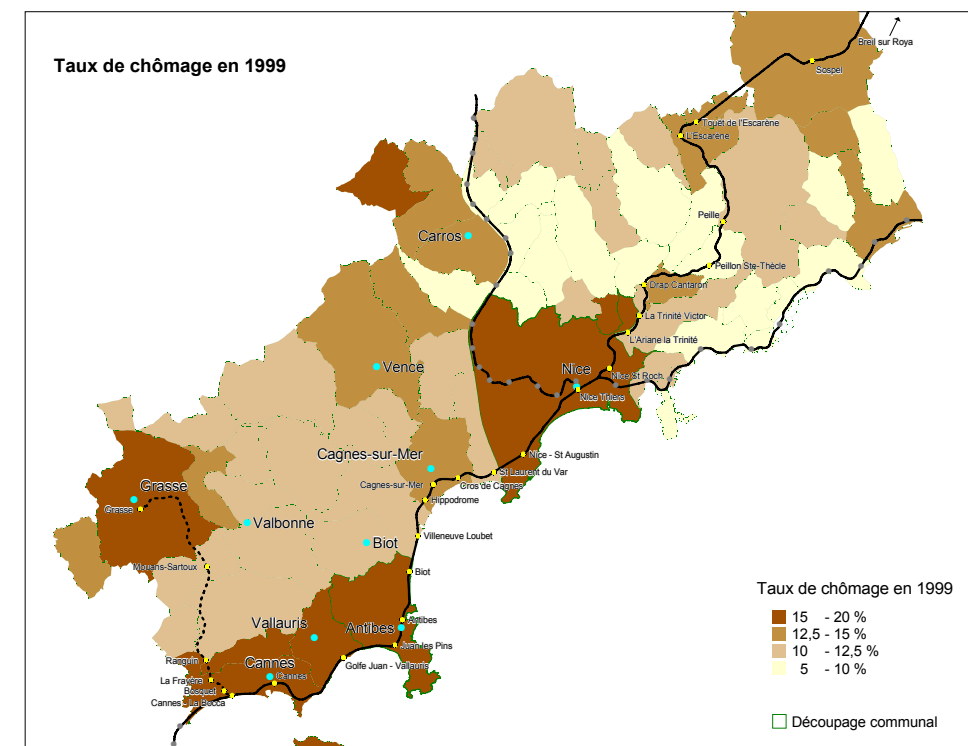 Taux de chômage en 1999
Breil sur Roya
Sospel
Touët de l'Escarène
L'Escarène
Peille
Carros
Peillon Ste-Thècle
Drap Cantaron
La Trinité Victor
L'Ariane la Trinité
Vence
Nice
Nice St Roch
Nice Thiers
Cagnes-sur-Mer
Nice - St Augustin
St Laurent du Var
Cagnes-sur-Mer
Cros de Cagnes
Grasse
Hippodrome
Grasse
Valbonne
Villeneuve Loubet
Biot
Mouans-Sartoux
Biot
Taux de chômage en 1999
15 - 20 %
12,5 - 15 %
10 - 12,5 %
5 - 10 %
Découpage communal
Vallauris
Antibes
Antibes
Juan les Pins
Ranguin
Cannes
Golfe Juan - Vallauris
La Frayère
Cannes
Bosquet
Cannes - La Bocca